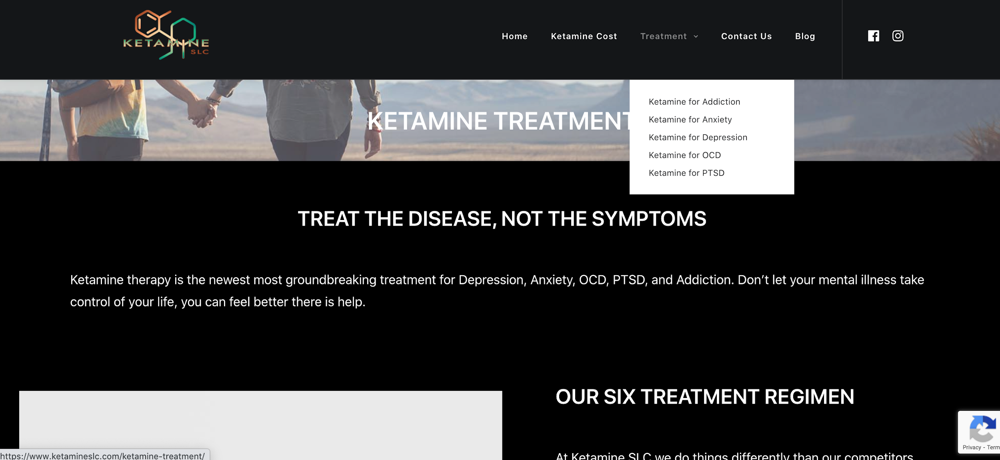 KETAMINE
SLC
Home
Ketamine Cost
Treatment
Contact Us
Blog
KETAMINE TREATMENT
Ketamine for Addiction
Ketamine for Anxiety
Ketamine for Depression
Ketamine for OCD
Ketamine for PTSD
TREAT THE DISEASE, NOT THE SYMPTOMS
Ketamine therapy is the newest most groundbreaking treatment for Depression, Anxiety, OCD, PTSD, and Addiction. Don’t let your mental illness take
control of your life, you can feel better there is help.
OUR SIX TREATMENT REGIMEN
At Ketamine SLC we do things differently than our competitors
Privacy - Term
https://www.ketamineslc.com/ketamine-treatment/